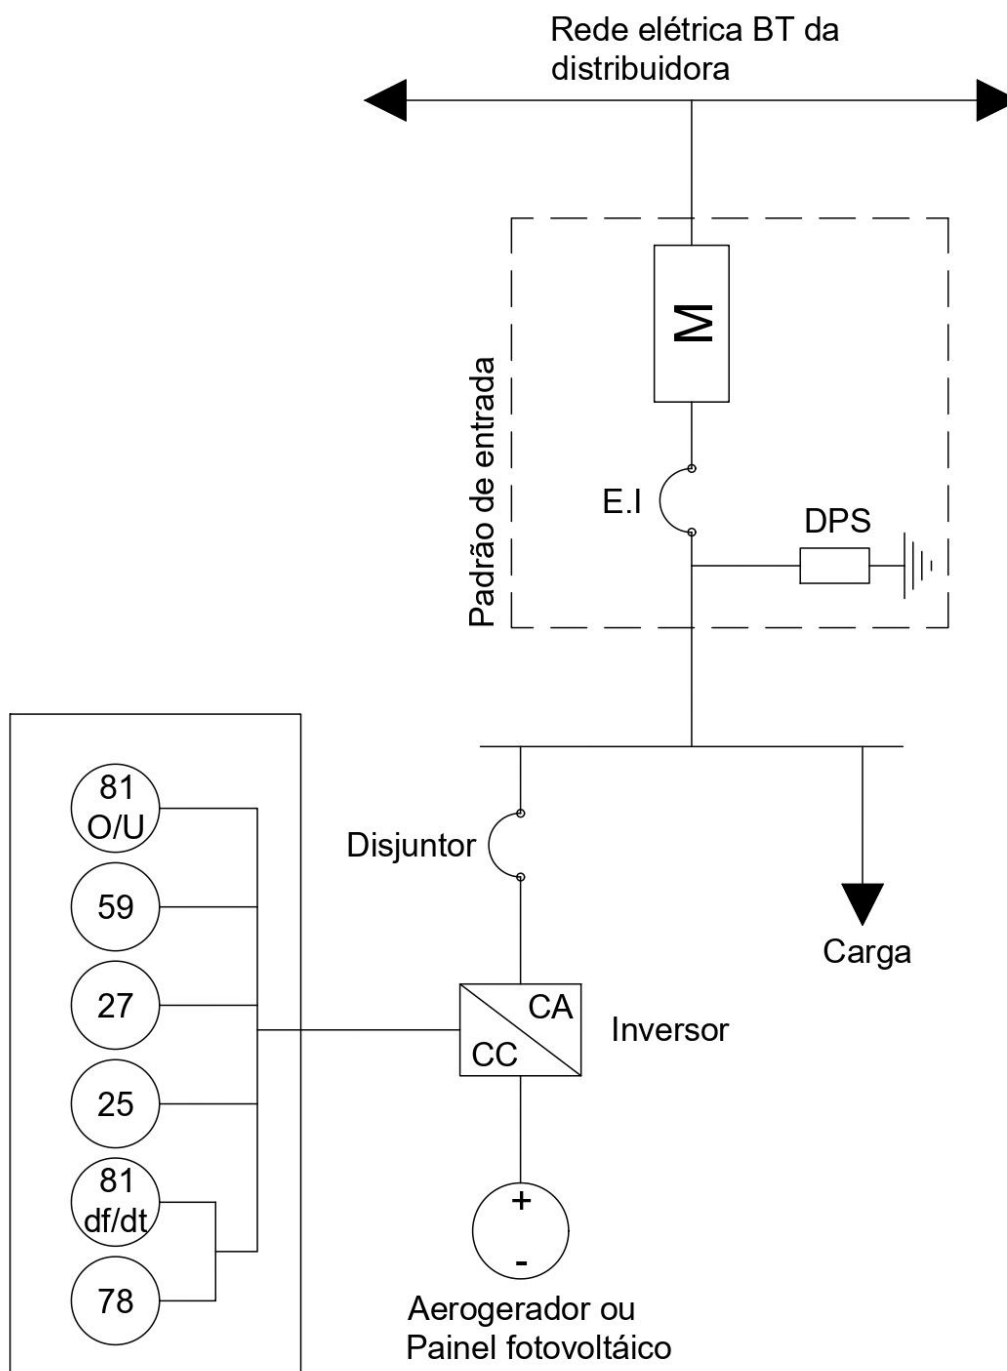 Rede elétrica BT da
distribuidora
M
Padrão de entrada
E.I
DPS
81
O/U
59
27
25
81
df/dt
78
Disjuntor
Carga
CA
CC
Inversor
+
-
Aerogerador ou
Painel fotovoltáico